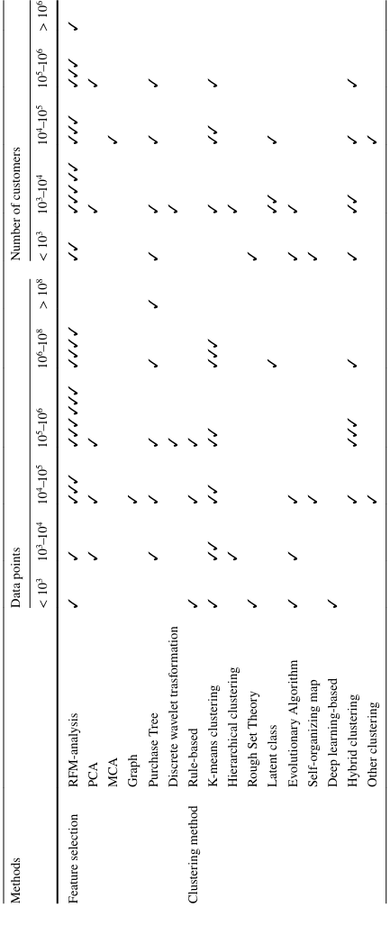 Methods Data points Number of customers
< 10³ 10³–10⁴ 10⁴–10⁵ 10⁵–10⁶ 10⁶–10⁸ > 10⁸ < 10³ 10³–10⁴ 10⁴–10⁵ 10⁵–10⁶ > 10⁶
Feature selection RFM-analysis ✓ ✓ ✓✓✓ ✓✓✓✓✓✓✓ ✓✓✓✓ ✓✓ ✓✓✓✓✓✓ ✓✓✓ ✓✓✓ ✓
PCA ✓ ✓ ✓ ✓ ✓
MCA ✓
Graph ✓
Purchase Tree ✓ ✓ ✓ ✓ ✓ ✓ ✓ ✓ ✓
Discrete wavelet trasformation ✓ ✓
Clustering method Rule-based ✓ ✓ ✓
K-means clustering ✓ ✓✓ ✓✓ ✓✓ ✓✓✓ ✓ ✓✓ ✓
Hierarchical clustering ✓ ✓
Rough Set Theory ✓ ✓
Latent class ✓ ✓✓ ✓
Evolutionary Algorithm ✓ ✓ ✓ ✓ ✓
Self-organizing map ✓ ✓
Deep learning-based ✓
Hybrid clustering ✓ ✓✓✓ ✓ ✓ ✓✓ ✓ ✓
Other clustering ✓ ✓